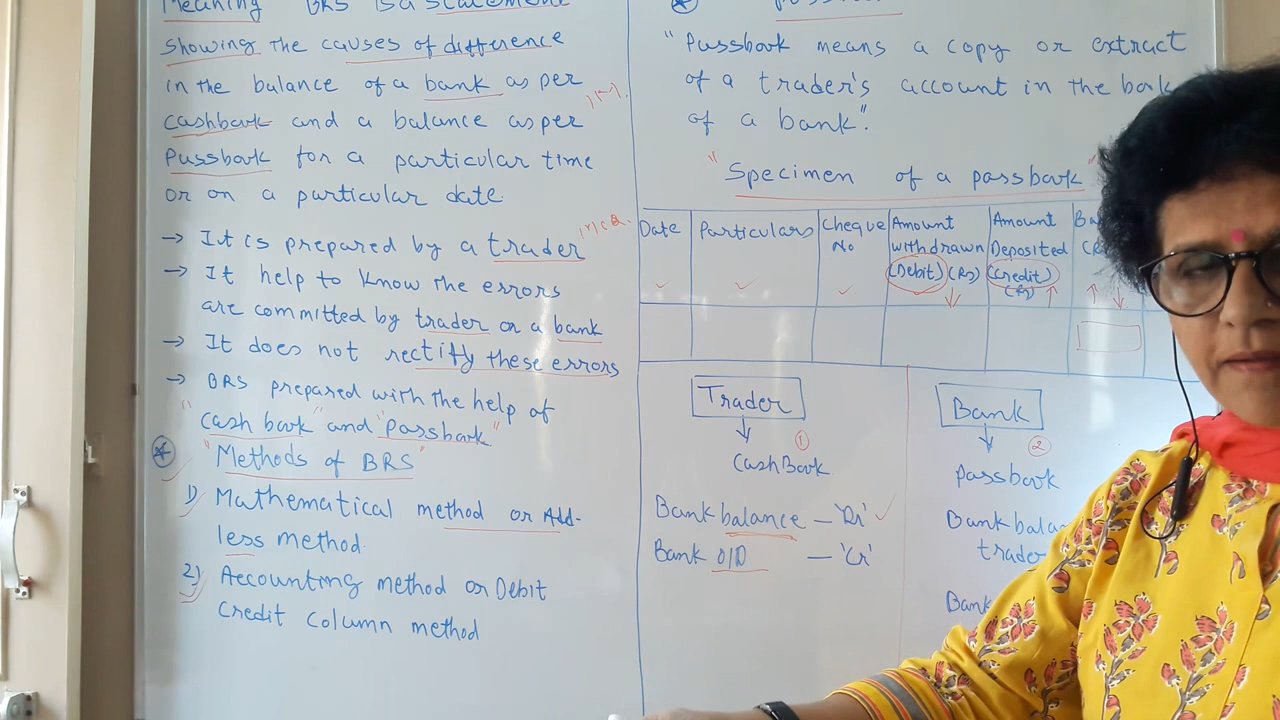 Meaning BRS is a statement
showing the causes of difference
in the balance of a bank as per
cashbook and a balance as per
Passbook for a particular time
or on a particular date.
→ It is prepared by a trader
→ It help to know the errors
are committed by trader or a bank
→ It does not rectify these errors
→ BRS prepared with the help of
"cash book" and "Passbook"
"Methods of BRS"
1) Mathematical method or Add-
less method.
2) Accounting method or Debit
Credit column method
"Passbook means a copy or extract
of a trader's account in the book
of a bank".
"Specimen of a passbook"
Date Particulars Cheque No Amount withdrawn (Debit) (Rs) Amount Deposited (Credit) (Rs)
Trader
① 
CashBook
Bank balance – 'Dr'
Bank O/D – 'Cr'
Bank
②
Passbook
Bank
trader
Bank